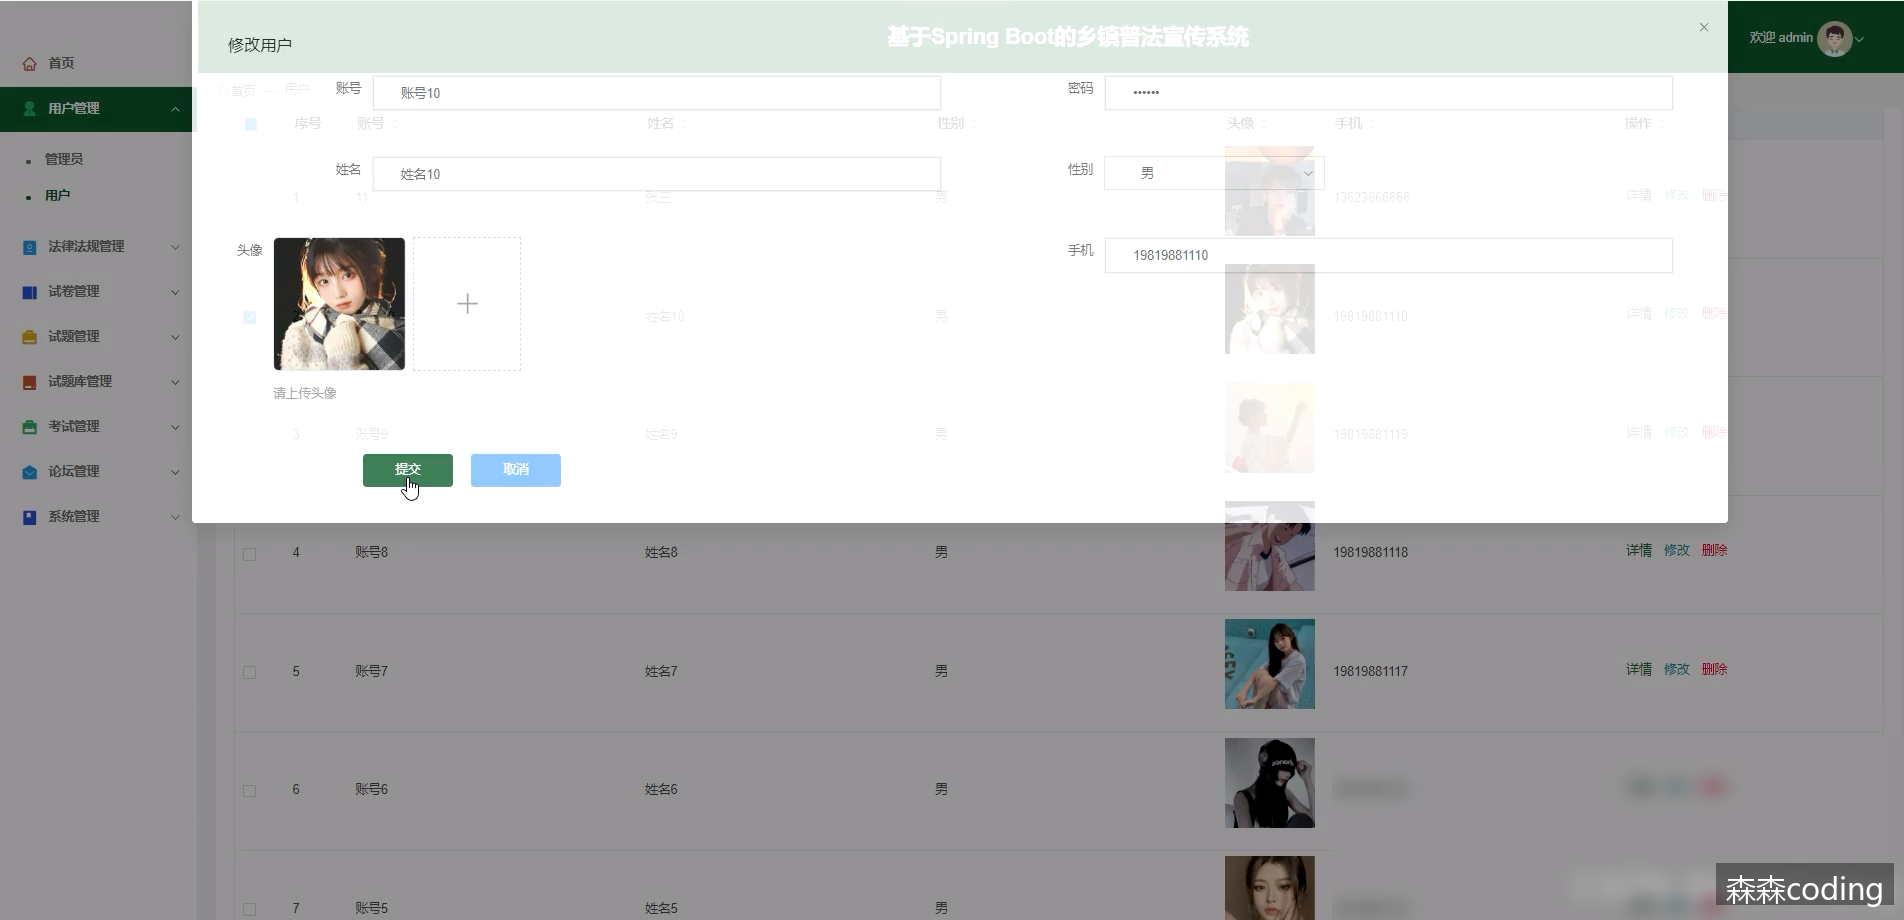 基于Spring Boot的乡镇普法宣传系统
修改用户
欢迎 admin
首页
用户管理
管理员
用户
法律法规管理
试卷管理
试题管理
试题库管理
考试管理
论坛管理
系统管理
首页 — 用户
账号 账号10
密码 ••••••
序号 账号 姓名 性别 头像 手机 操作
姓名 姓名10
性别 男
1 11 张三 男 13623666666 详情 修改 删除
头像
手机 19819881110
姓名10 男 19819881110 详情 修改 删除
请上传头像
3 账号9 姓名9 男 19819881119 详情 修改 删除
提交 取消
4 账号8 姓名8 男 19819881118 详情 修改 删除
5 账号7 姓名7 男 19819881117 详情 修改 删除
6 账号6 姓名6 男
7 账号5 姓名5 男
森森coding